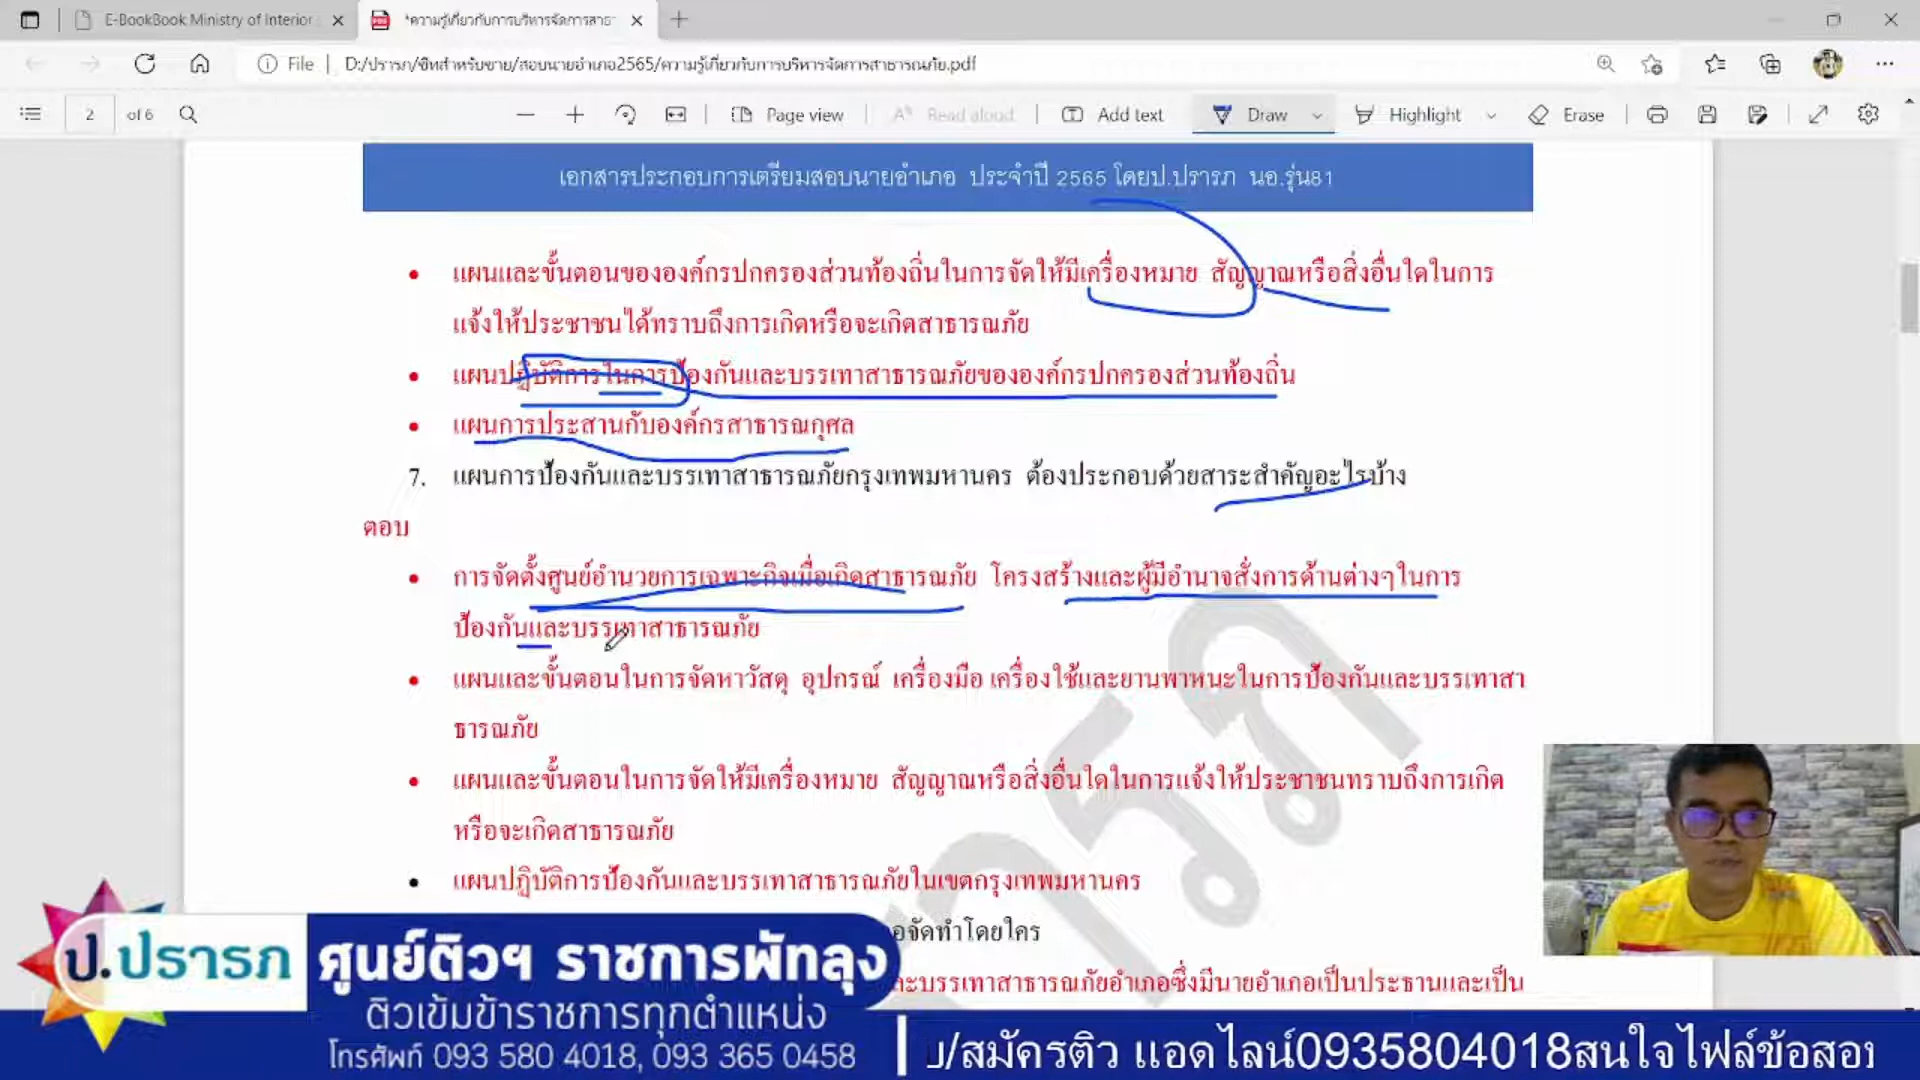 E-BookBook Ministry of Interior
*ความรู้เกี่ยวกับการบริหารจัดการสาธา
File
D:/ปรารภ/ชีทสำหรับขาย/สอบนายอำเภอ2565/ความรู้เกี่ยวกับการบริหารจัดการสาธารณภัย.pdf
2 of 6 Page view Read aloud Add text Draw Highlight Erase
เอกสารประกอบการเตรียมสอบนายอำเภอ ประจำปี 2565 โดยป.ปรารภ นอ.รุ่น81
• แผนและขั้นตอนขององค์กรปกครองส่วนท้องถิ่นในการจัดให้มีเครื่องหมาย สัญญาณหรือสิ่งอื่นใดในการ
แจ้งให้ประชาชนได้ทราบถึงการเกิดหรือจะเกิดสาธารณภัย
• แผนปฏิบัติการในการป้องกันและบรรเทาสาธารณภัยขององค์กรปกครองส่วนท้องถิ่น
• แผนการประสานกับองค์กรสาธารณกุศล
7. แผนการป้องกันและบรรเทาสาธารณภัยกรุงเทพมหานคร ต้องประกอบด้วยสาระสำคัญอะไรบ้าง
ตอบ
• การจัดตั้งศูนย์อำนวยการเฉพาะกิจเมื่อเกิดสาธารณภัย โครงสร้างและผู้มีอำนาจสั่งการด้านต่างๆในการ
ป้องกันและบรรเทาสาธารณภัย
• แผนและขั้นตอนในการจัดหาวัสดุ อุปกรณ์ เครื่องมือ เครื่องใช้และยานพาหนะในการป้องกันและบรรเทาสา
ธารณภัย
• แผนและขั้นตอนในการจัดให้มีเครื่องหมาย สัญญาณหรือสิ่งอื่นใดในการแจ้งให้ประชาชนทราบถึงการเกิด
หรือจะเกิดสาธารณภัย
• แผนปฏิบัติการป้องกันและบรรเทาสาธารณภัยในเขตกรุงเทพมหานคร
อจัดทำโดยใคร
ละบรรเทาสาธารณภัยอำเภอซึ่งมีนายอำเภอเป็นประธานและเป็น
ป.ปรารภ
ศูนย์ติวฯ ราชการพัทลุง
ติวเข้มข้าราชการทุกตำแหน่ง
โทรศัพท์ 093 580 4018, 093 365 0458
/สมัครติว แอดไลน์0935804018สนใจไฟล์ข้อสอบ